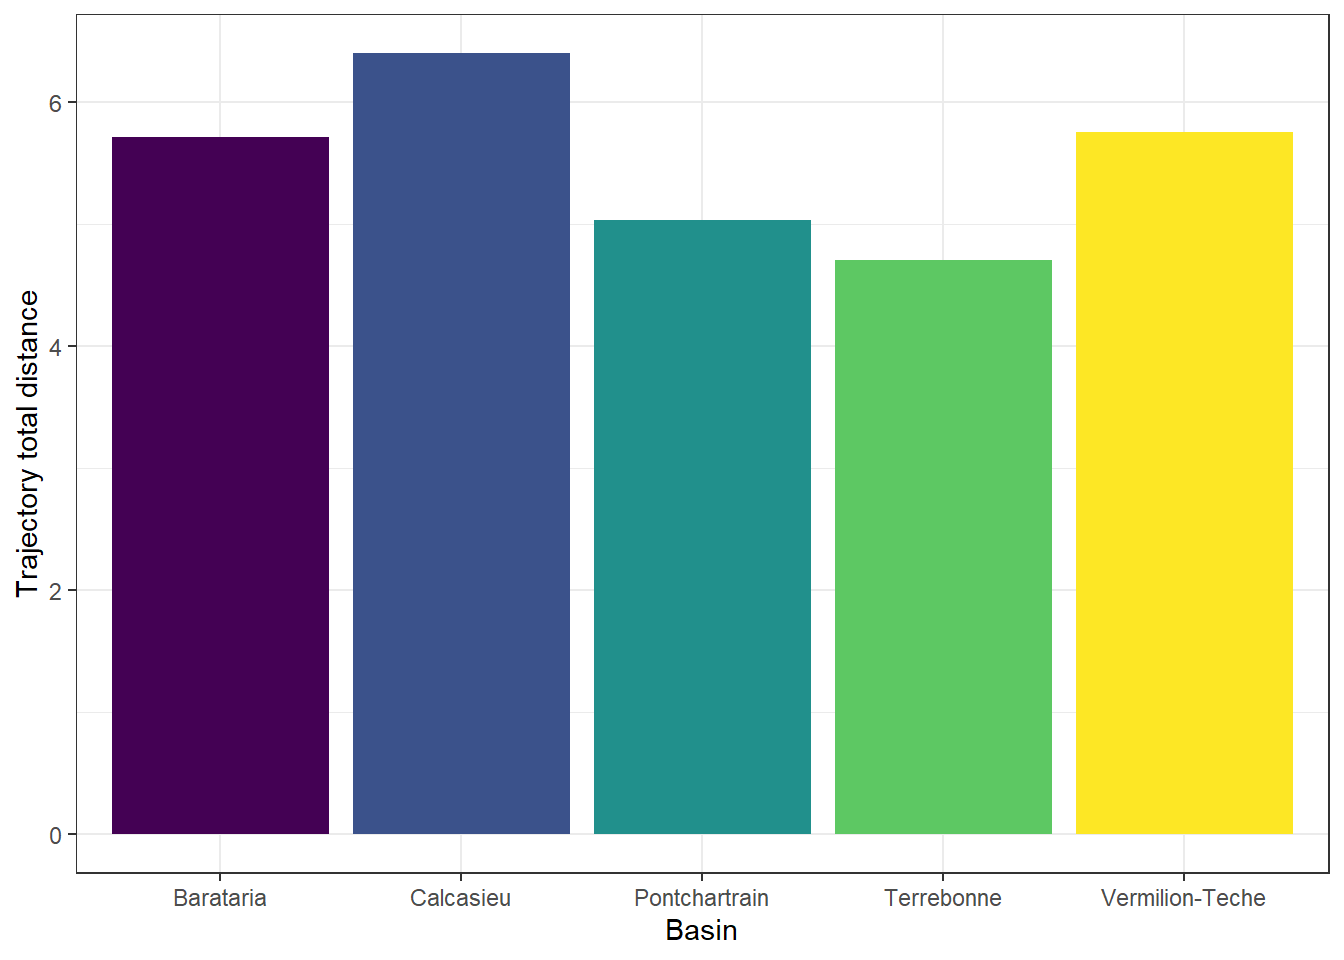 Trajectory total distance
6
4
2
0
Barataria Calcasieu Pontchartrain Terrebonne Vermilion-Teche
Basin